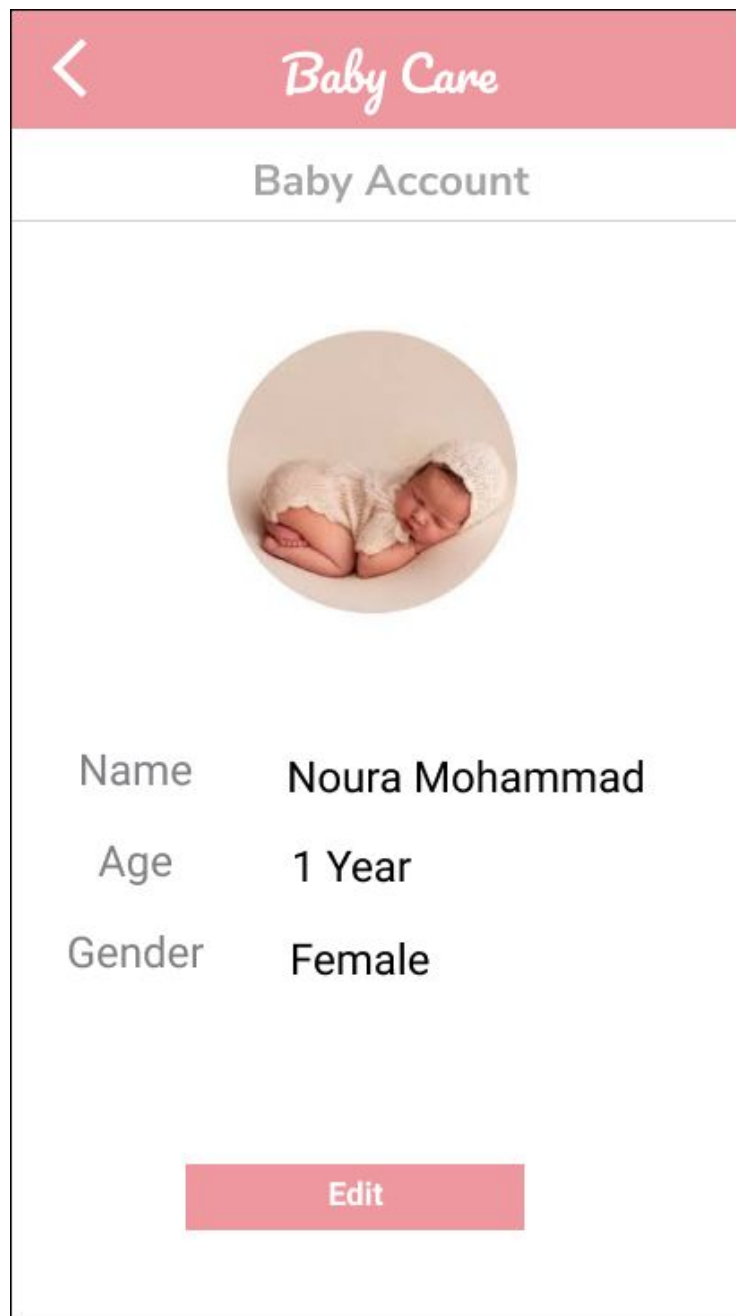 Baby Care
Baby Account
Name Noura Mohammad
Age 1 Year
Gender Female
Edit